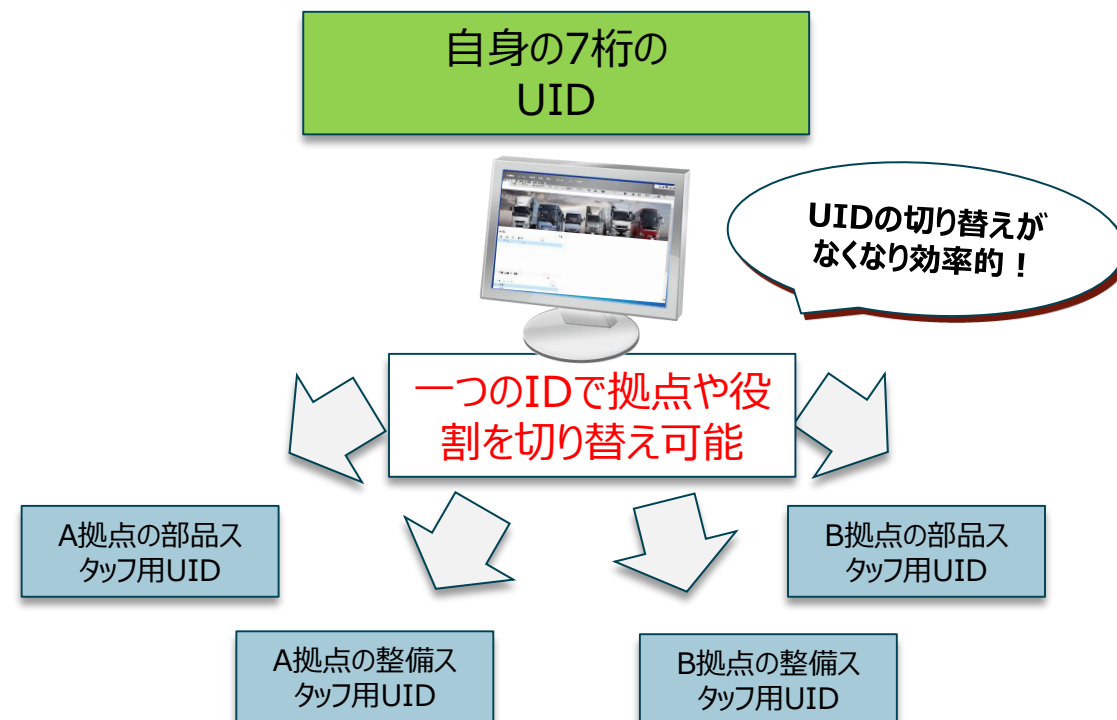 自身の7桁の
UID
UIDの切り替えが
なくなり効率的！
一つのIDで拠点や役
割を切り替え可能
A拠点の部品ス
タッフ用UID
B拠点の部品ス
タッフ用UID
A拠点の整備ス
タッフ用UID
B拠点の整備ス
タッフ用UID